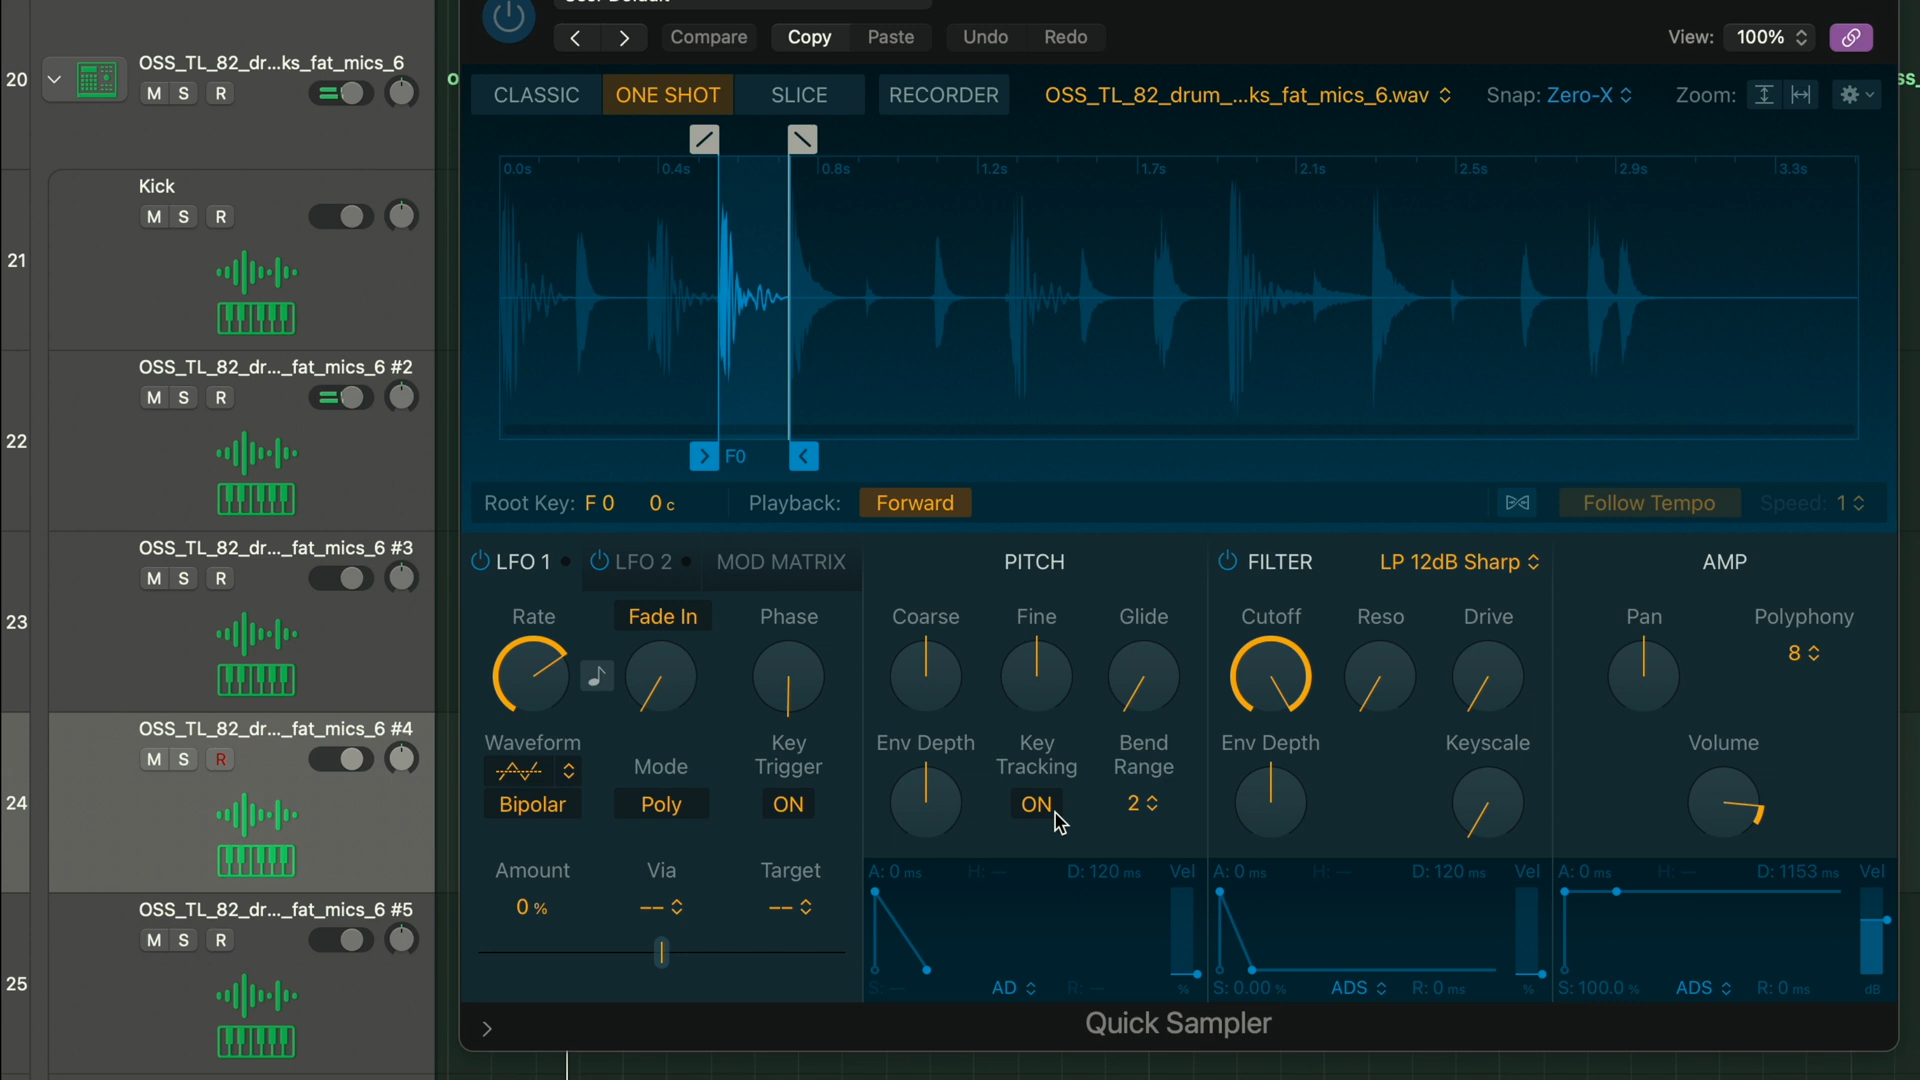 20
OSS_TL_82_dr...ks_fat_mics_6
M S R
Kick
M S R
21
OSS_TL_82_dr..._fat_mics_6 #2
M S R
22
OSS_TL_82_dr..._fat_mics_6 #3
M S R
23
OSS_TL_82_dr..._fat_mics_6 #4
M S R
24
OSS_TL_82_dr..._fat_mics_6 #5
M S R
25
Compare Copy Paste Undo Redo
View: 100%
CLASSIC ONE SHOT SLICE RECORDER OSS_TL_82_drum_...ks_fat_mics_6.wav Snap: Zero-X Zoom:
0.0s 0.4s 0.8s 1.2s 1.7s 2.1s 2.5s 2.9s 3.3s
F0
Root Key: F 0 0 c Playback: Forward Follow Tempo Speed: 1
LFO 1 LFO 2 MOD MATRIX PITCH FILTER LP 12dB Sharp AMP
Rate Fade In Phase Coarse Fine Glide Cutoff Reso Drive Pan Polyphony
8
Waveform Mode Key Trigger Env Depth Key Tracking Bend Range Env Depth Keyscale Volume
Bipolar Poly ON ON 2
Amount Via Target
0 % -- --
A: 0 ms H: -- D: 120 ms Vel
S: -- AD R: -- %
A: 0 ms H: -- D: 120 ms Vel
S: 0.00 % ADS R: 0 ms %
A: 0 ms H: -- D: 1153 ms Vel
S: 100.0 % ADS R: 0 ms dB
Quick Sampler